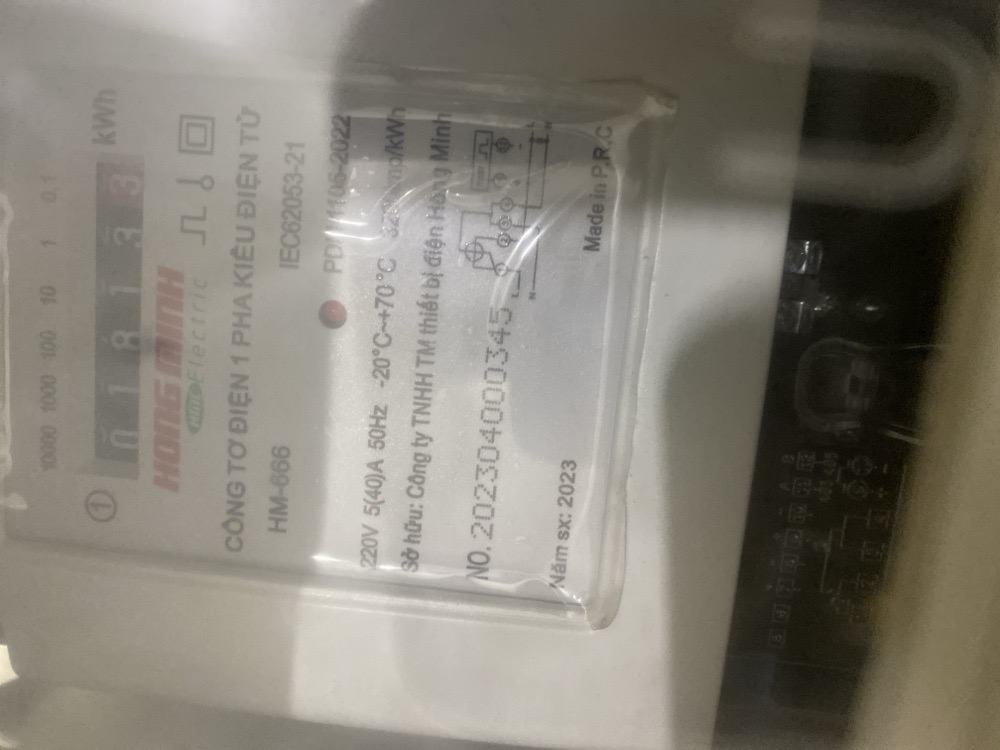 10000 1000 100 10 1 0,1
1 0 1 8 1 3 3 kWh
HONG MINH
HMC Electric
CÔNG TƠ ĐIỆN 1 PHA KIỂU ĐIỆN TỬ
HM-666 IEC62053-21
220V 5(40)A 50Hz -20°C~+70°C
Sở hữu: Công ty TNHH TM thiết bị điện Hồng Minh
NO. 2023040000345
Năm sx: 2023 Made in P.R.C